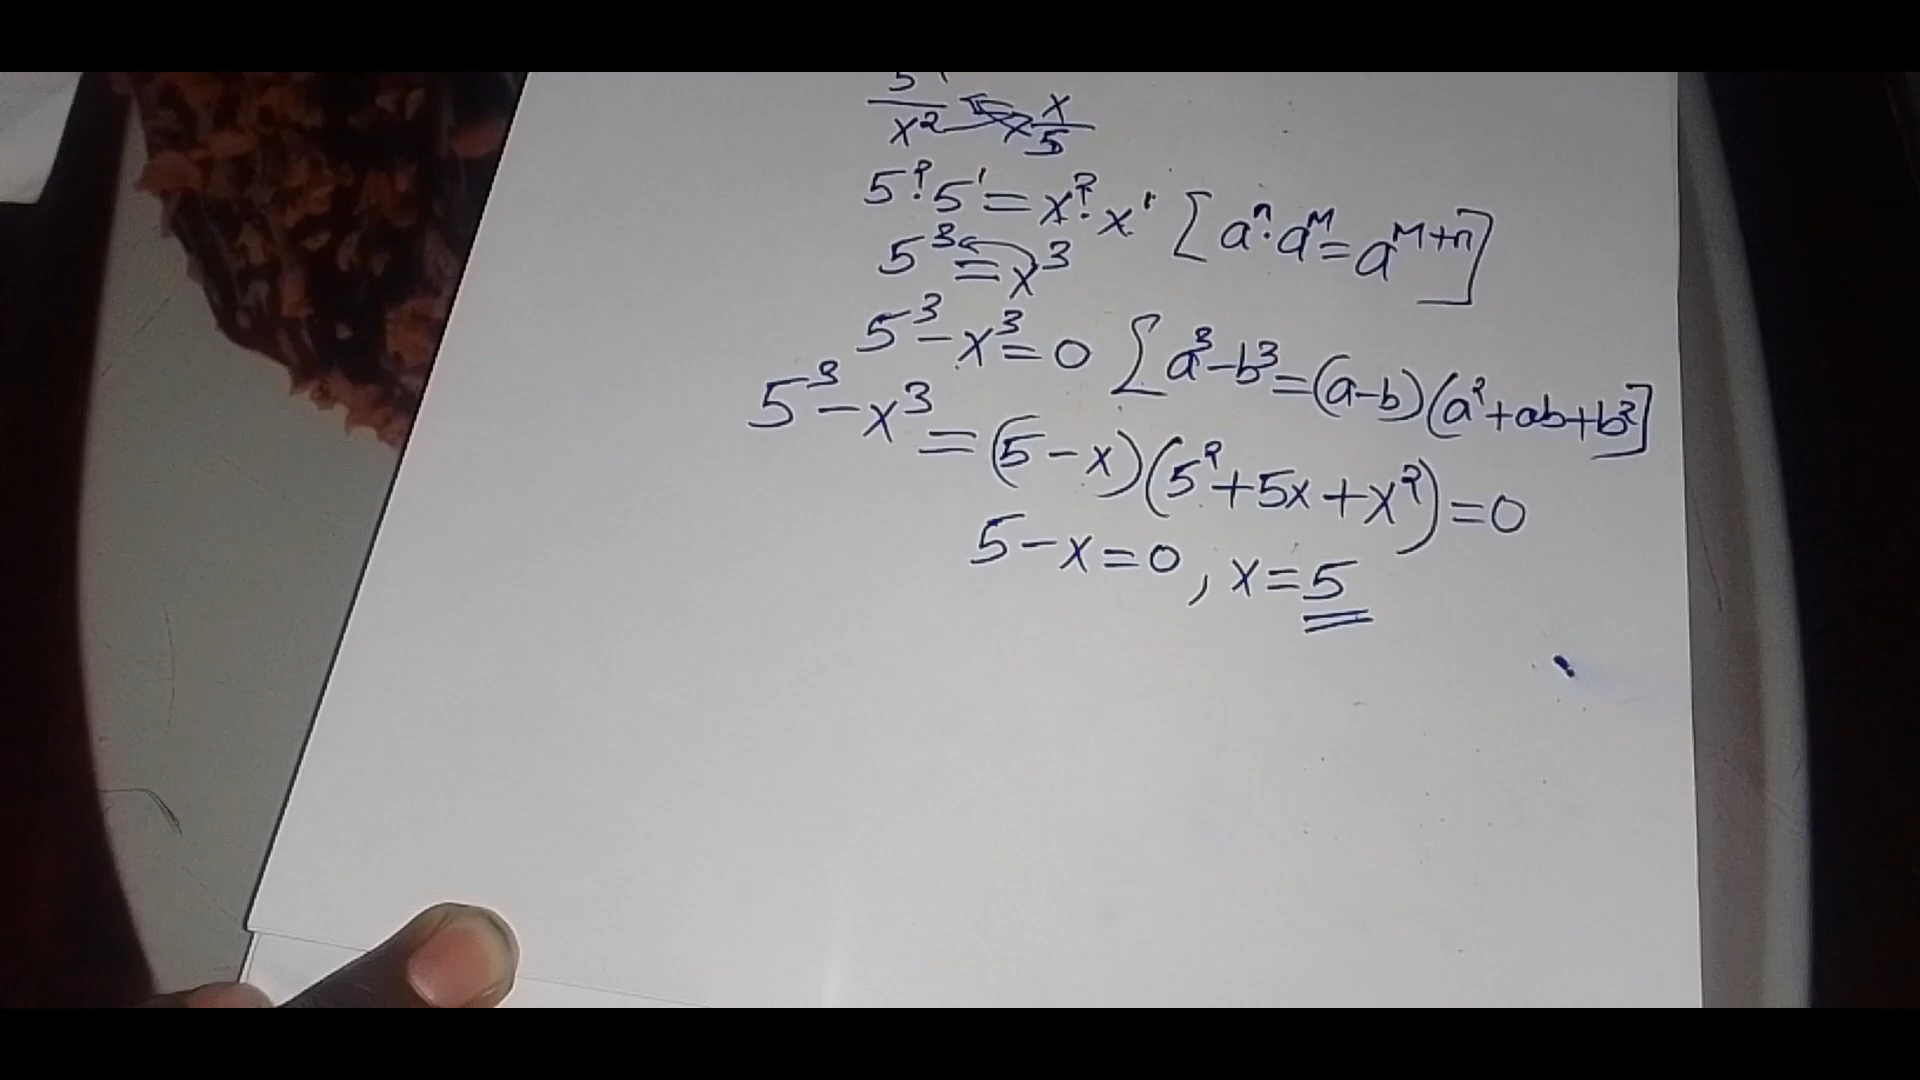 5
x² x x
5
5²·5¹=x²·x¹ [aⁿ·aᴹ=aᴹ⁺ⁿ]
5³=x³
5³-x³=0 [a³-b³=(a-b)(a²+ab+b²]
5³-x³=(5-x)(5²+5x+x²)=0
5-x=0, x=5